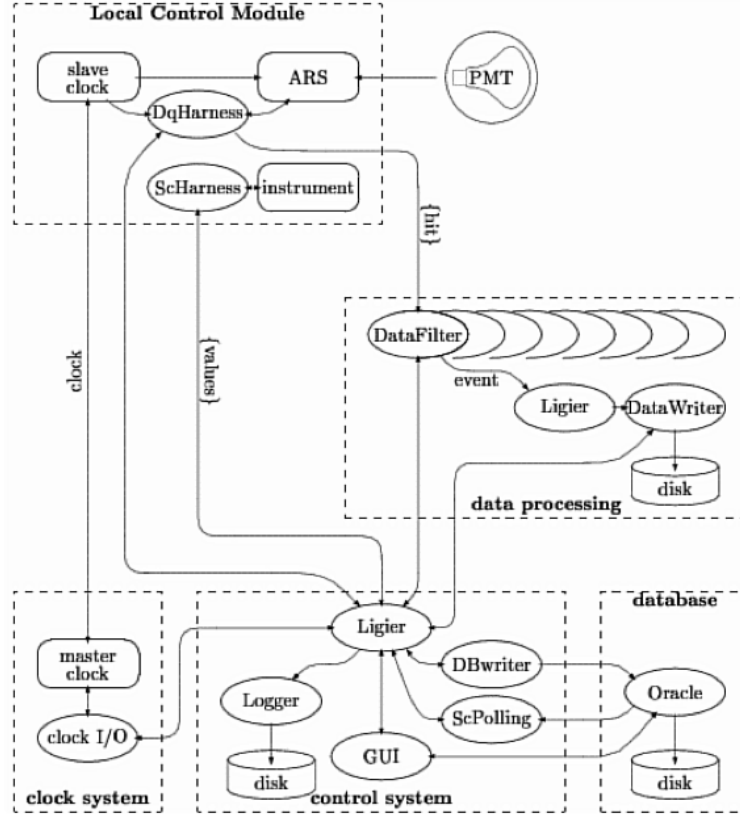 Local Control Module
slave
clock
ARS
PMT
DqHarness
ScHarness
instrument
{hit}
clock
{values}
DataFilter
event
Ligier
DataWriter
disk
data processing
database
Ligier
master
clock
DBwriter
Oracle
Logger
ScPolling
clock I/O
GUI
disk
disk
clock system
control system